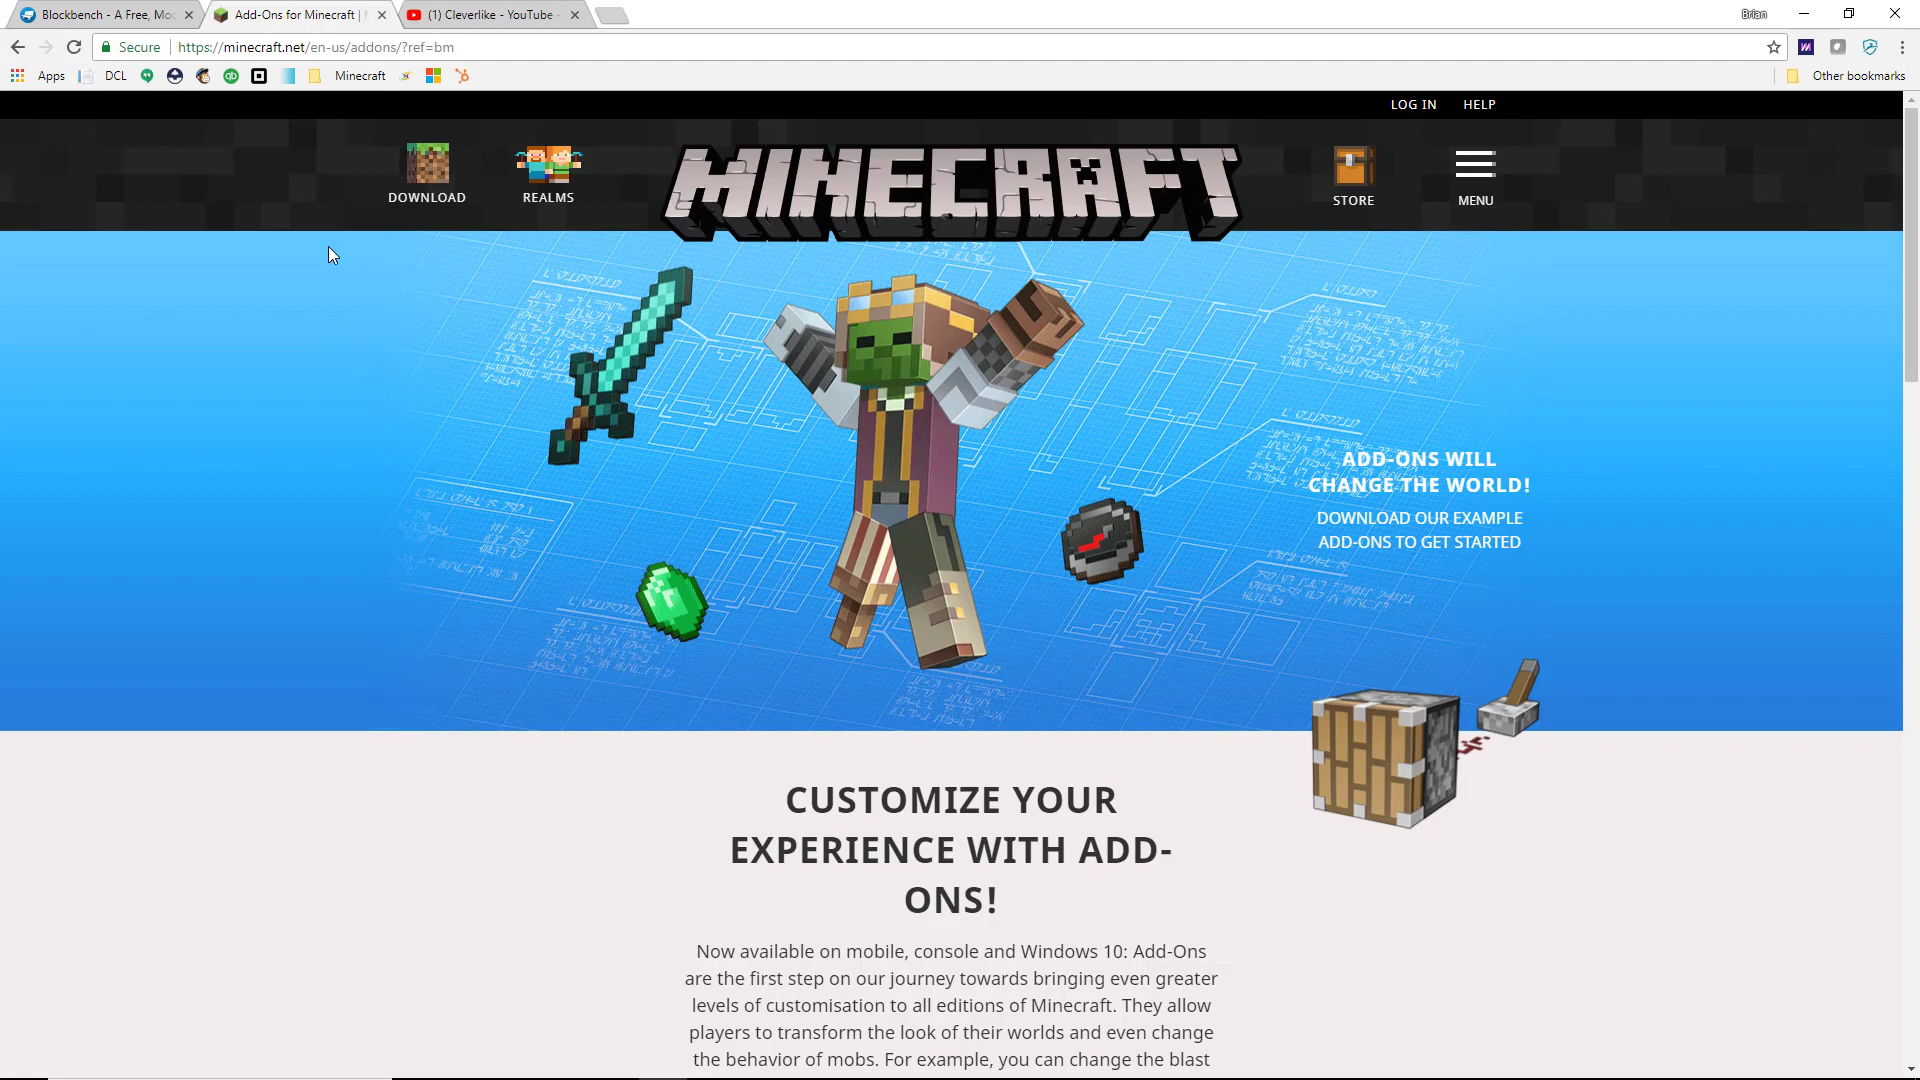 Blockbench - A Free, Mo
Add-Ons for Minecraft |
(1) Cleverlike - YouTube
Brian
Secure
https://minecraft.net/en-us/addons/?ref=bm
Apps
DCL
Minecraft
Other bookmarks
LOG IN
HELP
DOWNLOAD
REALMS
MINECRAFT
STORE
MENU
ADD-ONS WILL
CHANGE THE WORLD!
DOWNLOAD OUR EXAMPLE
ADD-ONS TO GET STARTED
CUSTOMIZE YOUR
EXPERIENCE WITH ADD-
ONS!
Now available on mobile, console and Windows 10: Add-Ons
are the first step on our journey towards bringing even greater
levels of customisation to all editions of Minecraft. They allow
players to transform the look of their worlds and even change
the behavior of mobs. For example, you can change the blast